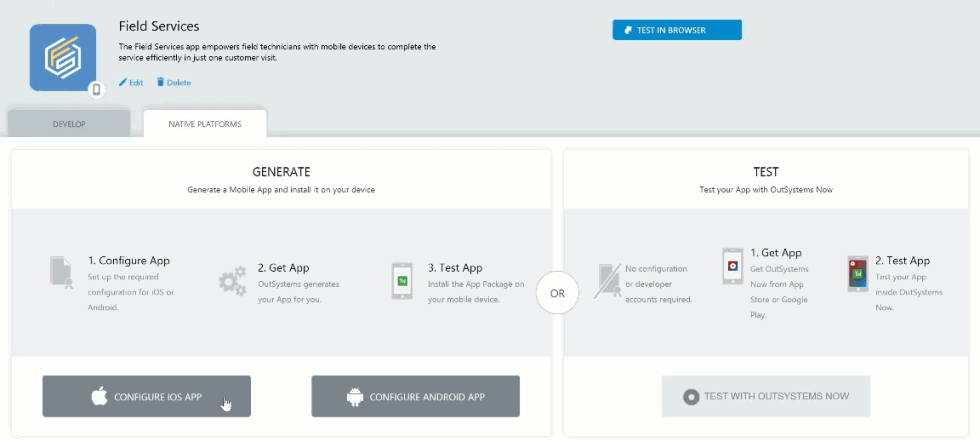 Field Services
The Field Services app empowers field technicians with mobile devices to complete the
service efficiently in just one customer visit.
Edit Delete
TEST IN BROWSER
DEVELOP
NATIVE PLATFORMS
GENERATE
Generate a Mobile App and install it on your device
1. Configure App
Set up the required
configuration for iOS or
Android.
2. Get App
OutSystems generates
your App for you.
3. Test App
Install the App Package on
your mobile device.
CONFIGURE IOS APP
CONFIGURE ANDROID APP
OR
TEST
Test your App with OutSystems Now
No configuration
or developer
accounts required.
1. Get App
Get OutSystems
Now from App
Store or Google
Play.
2. Test App
Test your App
inside OutSystems
Now.
TEST WITH OUTSYSTEMS NOW